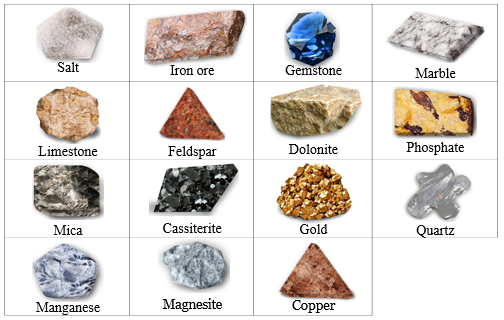 Salt
Iron ore
Gemstone
Marble
Limestone
Feldspar
Dolonite
Phosphate
Mica
Cassiterite
Gold
Quartz
Manganese
Magnesite
Copper